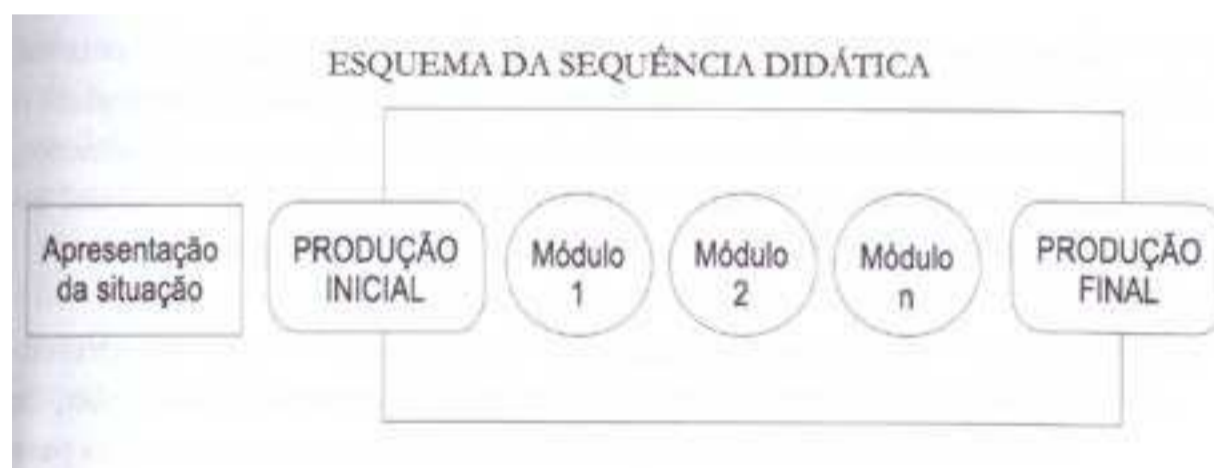 ESQUEMA DA SEQUÊNCIA DIDÁTICA
Apresentação
da situação
PRODUÇÃO
INICIAL
Módulo
1
Módulo
2
Módulo
n
PRODUÇÃO
FINAL